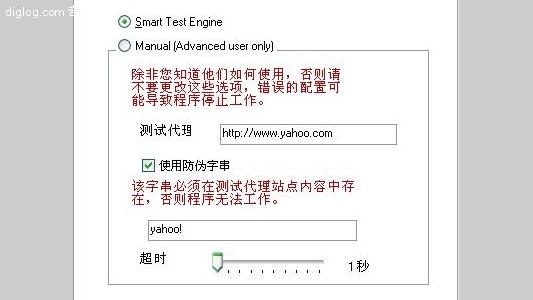 diglog.com
Smart Test Engine
Manual (Advanced user only)
除非您知道他们如何使用，否则请
不要更改这些选项，错误的配置可
能导致程序停止工作。
测试代理
http://www.yahoo.com
使用防伪字串
该字串必须在测试代理站点内容中存
在，否则程序无法工作。
yahoo!
超时
1秒